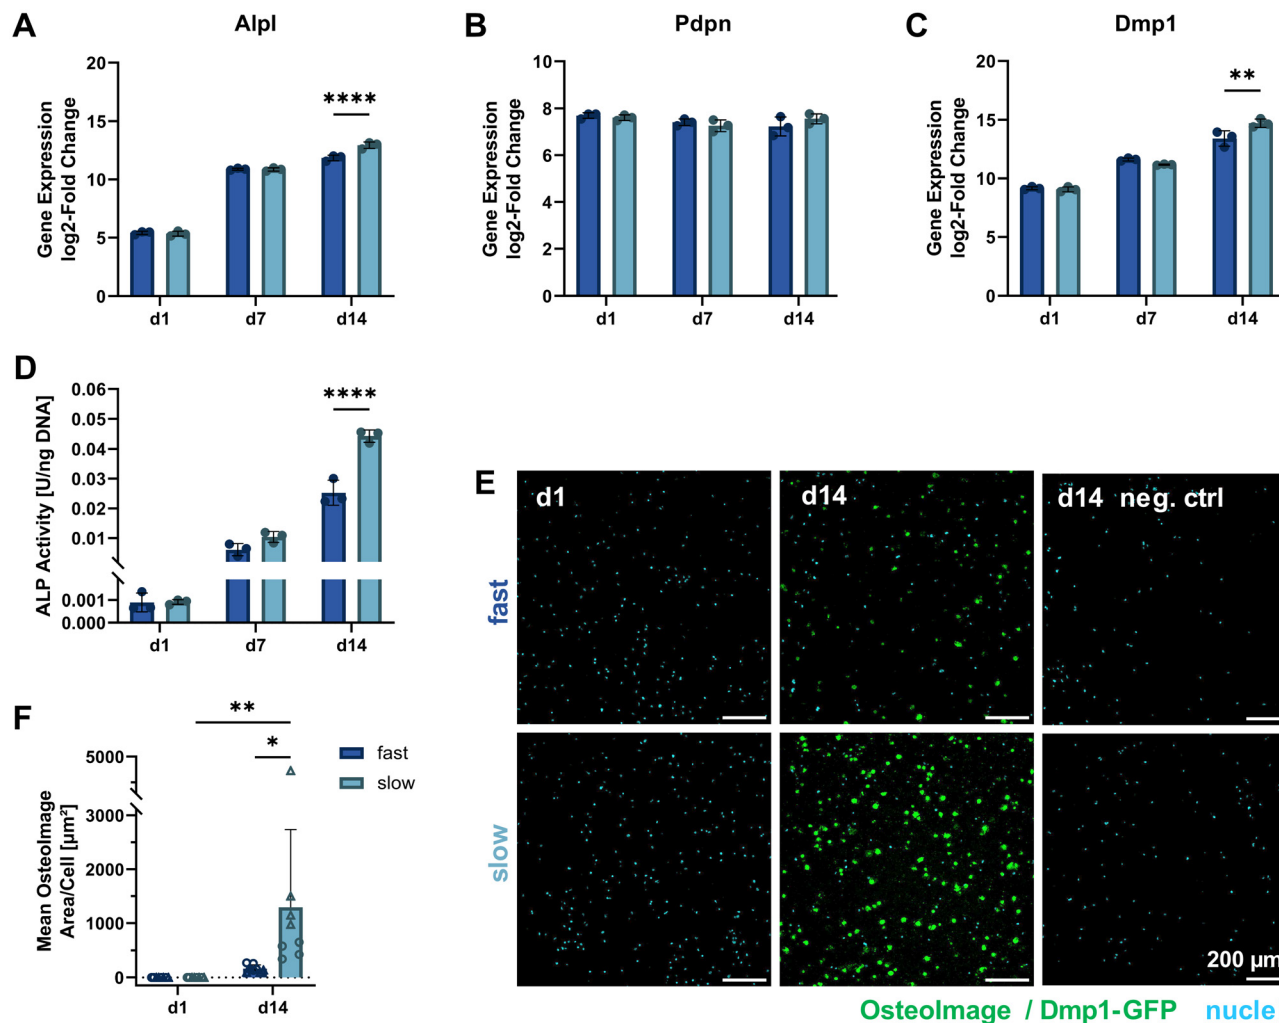 A
Alpl
Gene Expression
log2-Fold Change
20
15
10
5
0
****
d1 d7 d14
B
Pdpn
Gene Expression
log2-Fold Change
10
8
6
4
2
0
d1 d7 d14
C
Dmp1
Gene Expression
log2-Fold Change
20
15
10
5
0
**
d1 d7 d14
D
ALP Activity [U/ng DNA]
0.06
0.05
0.04
0.03
0.02
0.01
0.001
0.000
****
d1 d7 d14
E
d1 d14 d14 neg. ctrl
fast
slow
200 µm
OsteoImage / Dmp1-GFP nucle
F
Mean OsteoImage
Area/Cell [µm²]
5000
3000
2000
1000
0
**
*
d1 d14
fast
slow